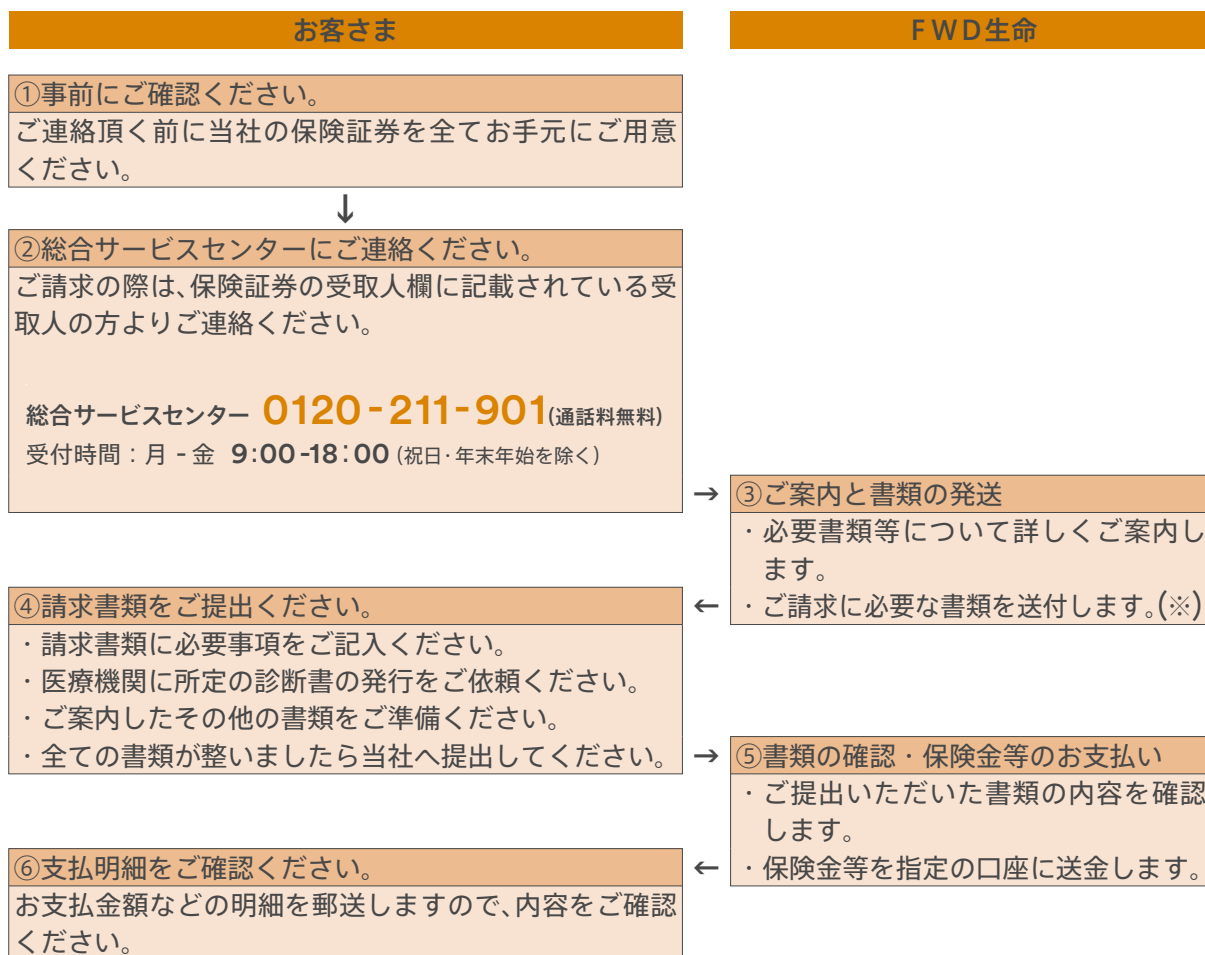 お客さま
FWD生命
①事前にご確認ください。
ご連絡頂く前に当社の保険証券を全てお手元にご用意
ください。
↓
②総合サービスセンターにご連絡ください。
ご請求の際は、保険証券の受取人欄に記載されている受
取人の方よりご連絡ください。
総合サービスセンター 0120-211-901(通話料無料)
受付時間：月-金 9:00-18:00(祝日・年末年始を除く)
→
③ご案内と書類の発送
・必要書類等について詳しくご案内し
ます。
・ご請求に必要な書類を送付します。(※)
←
④請求書類をご提出ください。
・請求書類に必要事項をご記入ください。
・医療機関に所定の診断書の発行をご依頼ください。
・ご案内したその他の書類をご準備ください。
・全ての書類が整いましたら当社へ提出してください。
→
⑤書類の確認・保険金等のお支払い
・ご提出いただいた書類の内容を確認
します。
・保険金等を指定の口座に送金します。
←
⑥支払明細をご確認ください。
お支払金額などの明細を郵送しますので、内容をご確認
ください。